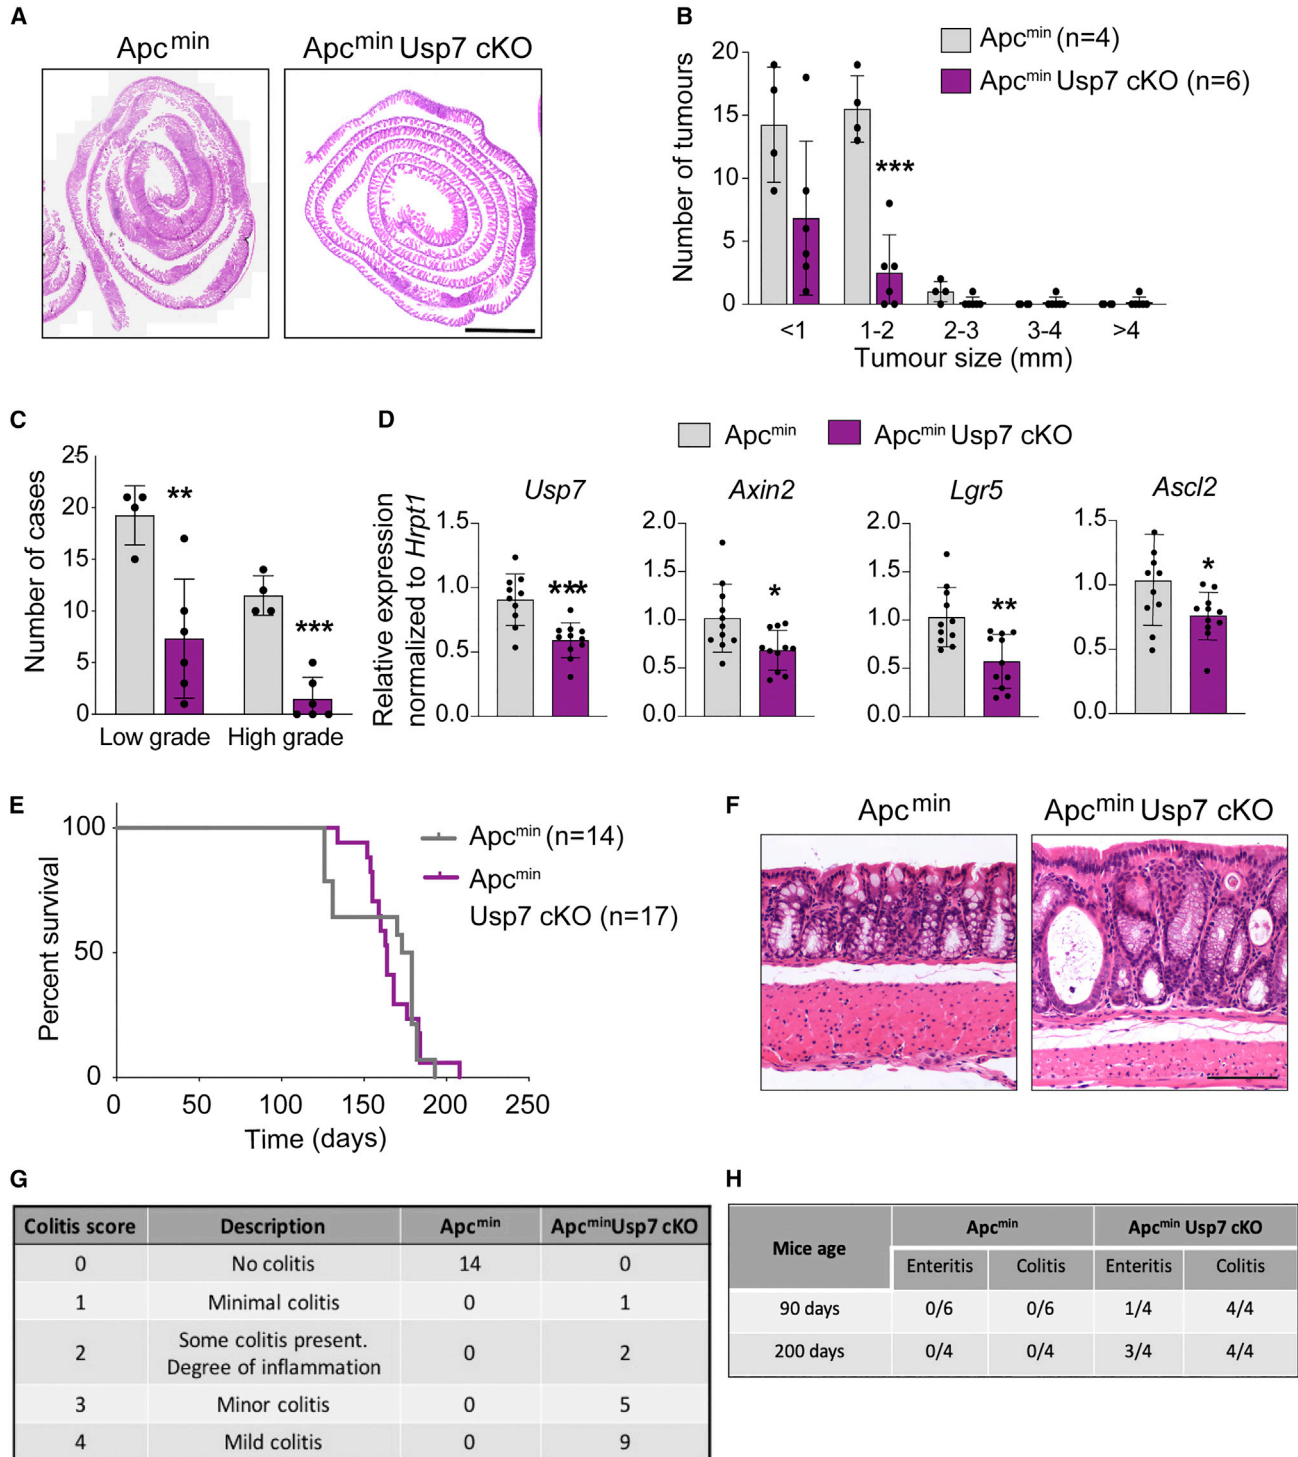 A
Apcmin
Apcmin Usp7 cKO
B
Number of tumours
20
15
10
5
0
<1
1-2
2-3
3-4
>4
Tumour size (mm)
Apcmin (n=4)
Apcmin Usp7 cKO (n=6)
***
C
Number of cases
25
20
15
10
5
0
**
***
Low grade
High grade
D
Apcmin
Apcmin Usp7 cKO
Relative expression
normalized to Hrpt1
Usp7
1.5
1.0
0.5
0.0
***
Axin2
2.0
1.5
1.0
0.5
0.0
*
Lgr5
2.0
1.5
1.0
0.5
0.0
**
Ascl2
1.5
1.0
0.5
0.0
*
E
Percent survival
100
50
0
0
50
100
150
200
250
Time (days)
Apcmin (n=14)
Apcmin
Usp7 cKO (n=17)
F
Apcmin
Apcmin Usp7 cKO
G
Colitis score Description Apcmin ApcminUsp7 cKO
0 No colitis 14 0
1 Minimal colitis 0 1
2 Some colitis present. 0 2
Degree of inflammation
3 Minor colitis 0 5
4 Mild colitis 0 9
H
Mice age Apcmin Apcmin Usp7 cKO
Enteritis Colitis Enteritis Colitis
90 days 0/6 0/6 1/4 4/4
200 days 0/4 0/4 3/4 4/4